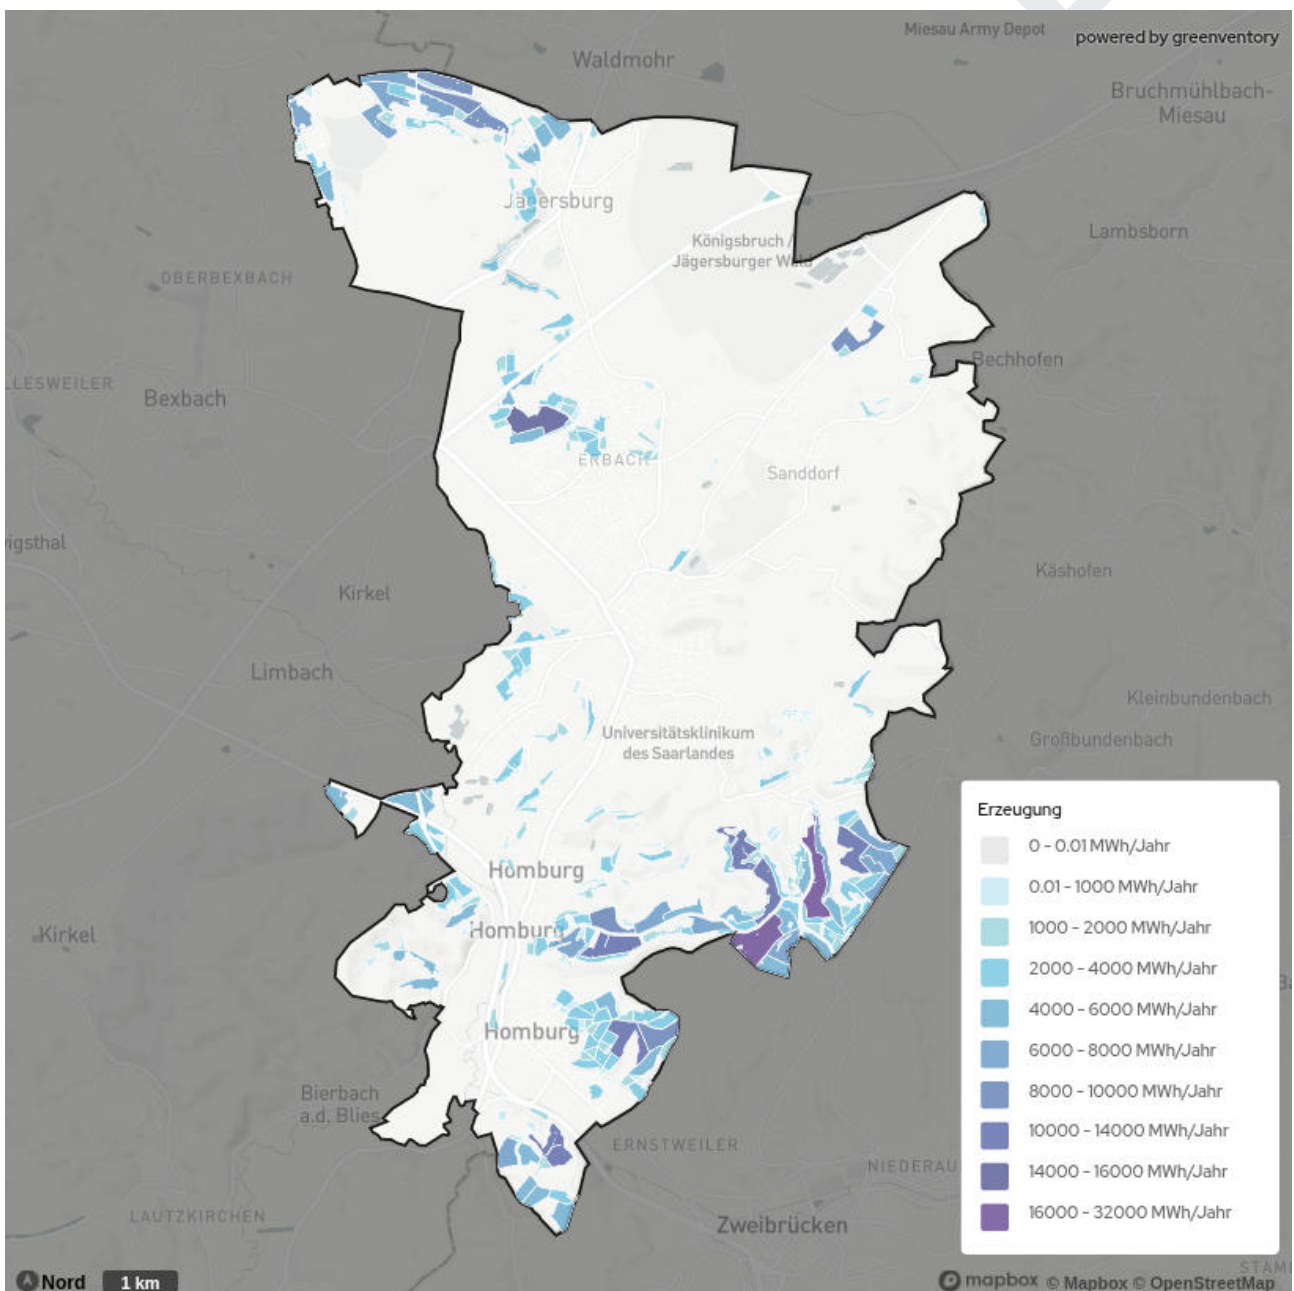 Miesau Army Depot
powered by greenventory
Waldmohr
Bruchmühlbach-
Miesau
Jägersburg
Lambsborn
Königsbruch /
Jägersburger Wald
OBERBEXBACH
Bechhofen
LLESWEILER
Bexbach
ERBACH
Sanddorf
igsthal
Käshofen
Kirkel
Limbach
Kleinbundenbach
Universitätsklinikum
des Saarlandes
Großbundenbach
Erzeugung
0 - 0.01 MWh/Jahr
0.01 - 1000 MWh/Jahr
1000 - 2000 MWh/Jahr
2000 - 4000 MWh/Jahr
4000 - 6000 MWh/Jahr
6000 - 8000 MWh/Jahr
8000 - 10000 MWh/Jahr
10000 - 14000 MWh/Jahr
14000 - 16000 MWh/Jahr
16000 - 32000 MWh/Jahr
Homburg
Kirkel
Homburg
Homburg
Bierbach
a.d. Blies
ERNSTWEILER
NIEDERAU
LAUTZKIRCHEN
Zweibrücken
STAM
Nord 1 km
mapbox © Mapbox © OpenStreetMap